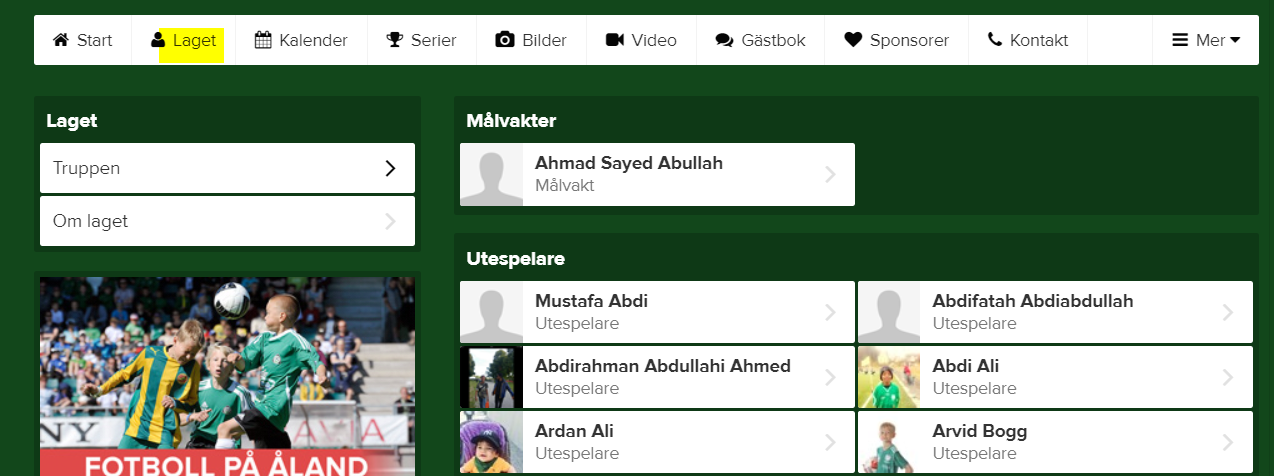 Start
Laget
Kalender
Serier
Bilder
Video
Gästbok
Sponsorer
Kontakt
Mer
Laget
Truppen
Om laget
FOTBOLL PÅ ÅLAND
Målvakter
Ahmad Sayed Abullah
Målvakt
Utespelare
Mustafa Abdi
Utespelare
Abdifatah Abdiabdullah
Utespelare
Abdirahman Abdullahi Ahmed
Utespelare
Abdi Ali
Utespelare
Ardan Ali
Utespelare
Arvid Bogg
Utespelare